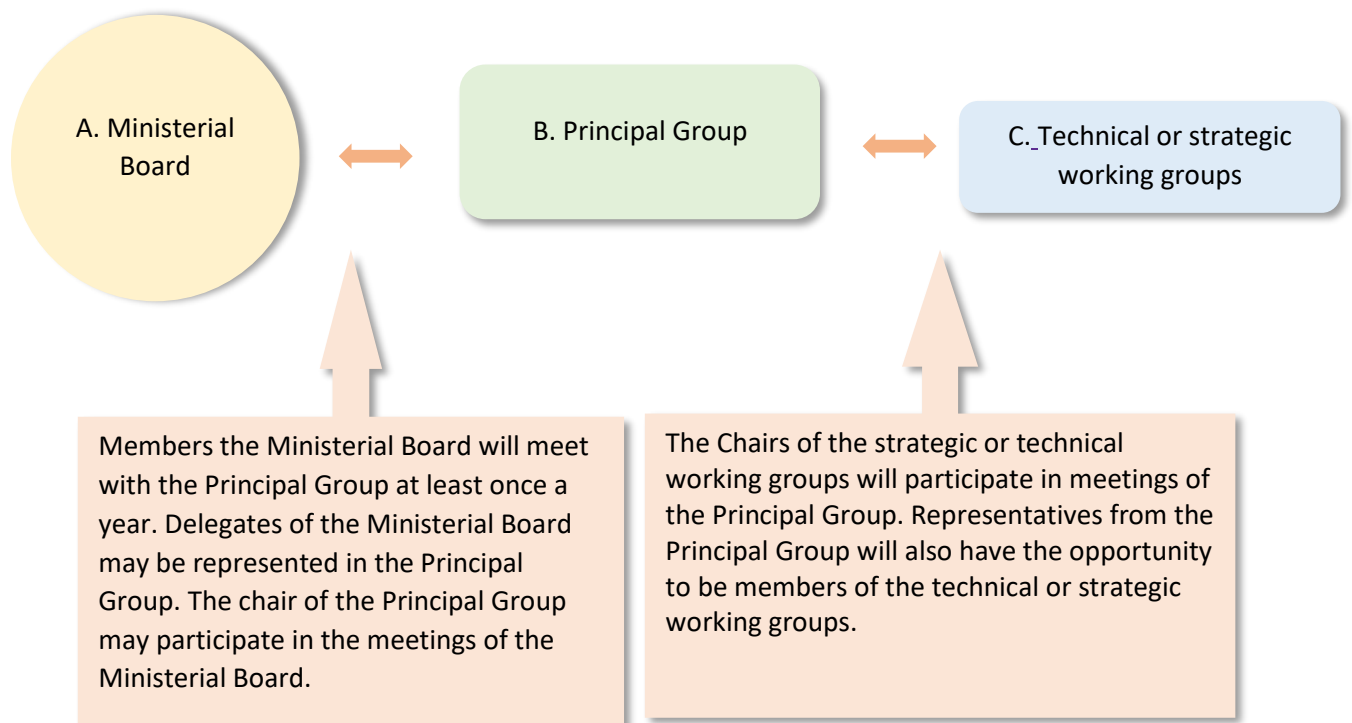 A. Ministerial
Board
B. Principal Group
C. Technical or strategic
working groups
Members the Ministerial Board will meet
with the Principal Group at least once a
year. Delegates of the Ministerial Board
may be represented in the Principal
Group. The chair of the Principal Group
may participate in the meetings of the
Ministerial Board.
The Chairs of the strategic or technical
working groups will participate in meetings of
the Principal Group. Representatives from the
Principal Group will also have the opportunity
to be members of the technical or strategic
working groups.